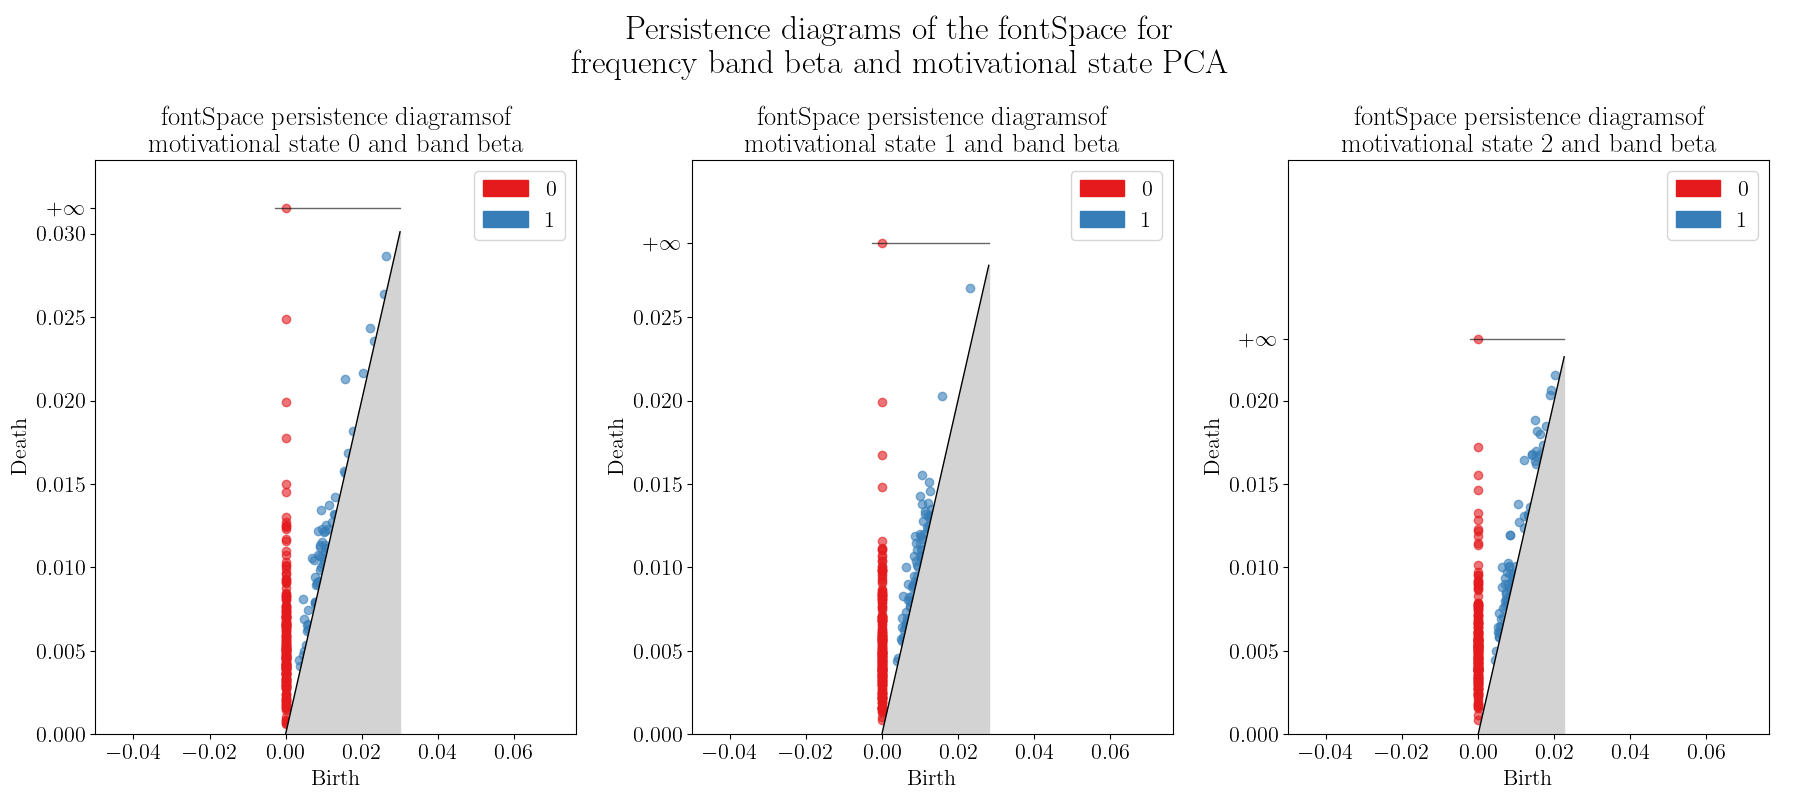 Persistence diagrams of the fontSpace for
frequency band beta and motivational state PCA
fontSpace persistence diagramsof
motivational state 0 and band beta
+∞
0.030
0.025
0.020
0.015
0.010
0.005
0.000
Death
−0.04 −0.02 0.00 0.02 0.04 0.06
Birth
0
1
fontSpace persistence diagramsof
motivational state 1 and band beta
+∞
0.025
0.020
0.015
0.010
0.005
0.000
Death
−0.04 −0.02 0.00 0.02 0.04 0.06
Birth
0
1
fontSpace persistence diagramsof
motivational state 2 and band beta
+∞
0.020
0.015
0.010
0.005
0.000
Death
−0.04 −0.02 0.00 0.02 0.04 0.06
Birth
0
1